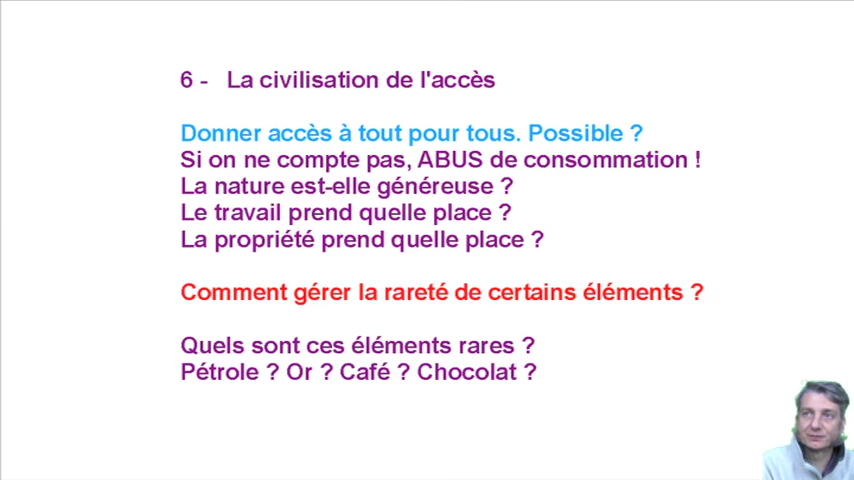 6 - La civilisation de l'accès
Donner accès à tout pour tous. Possible ?
Si on ne compte pas, ABUS de consommation !
La nature est-elle généreuse ?
Le travail prend quelle place ?
La propriété prend quelle place ?
Comment gérer la rareté de certains éléments ?
Quels sont ces éléments rares ?
Pétrole ? Or ? Café ? Chocolat ?